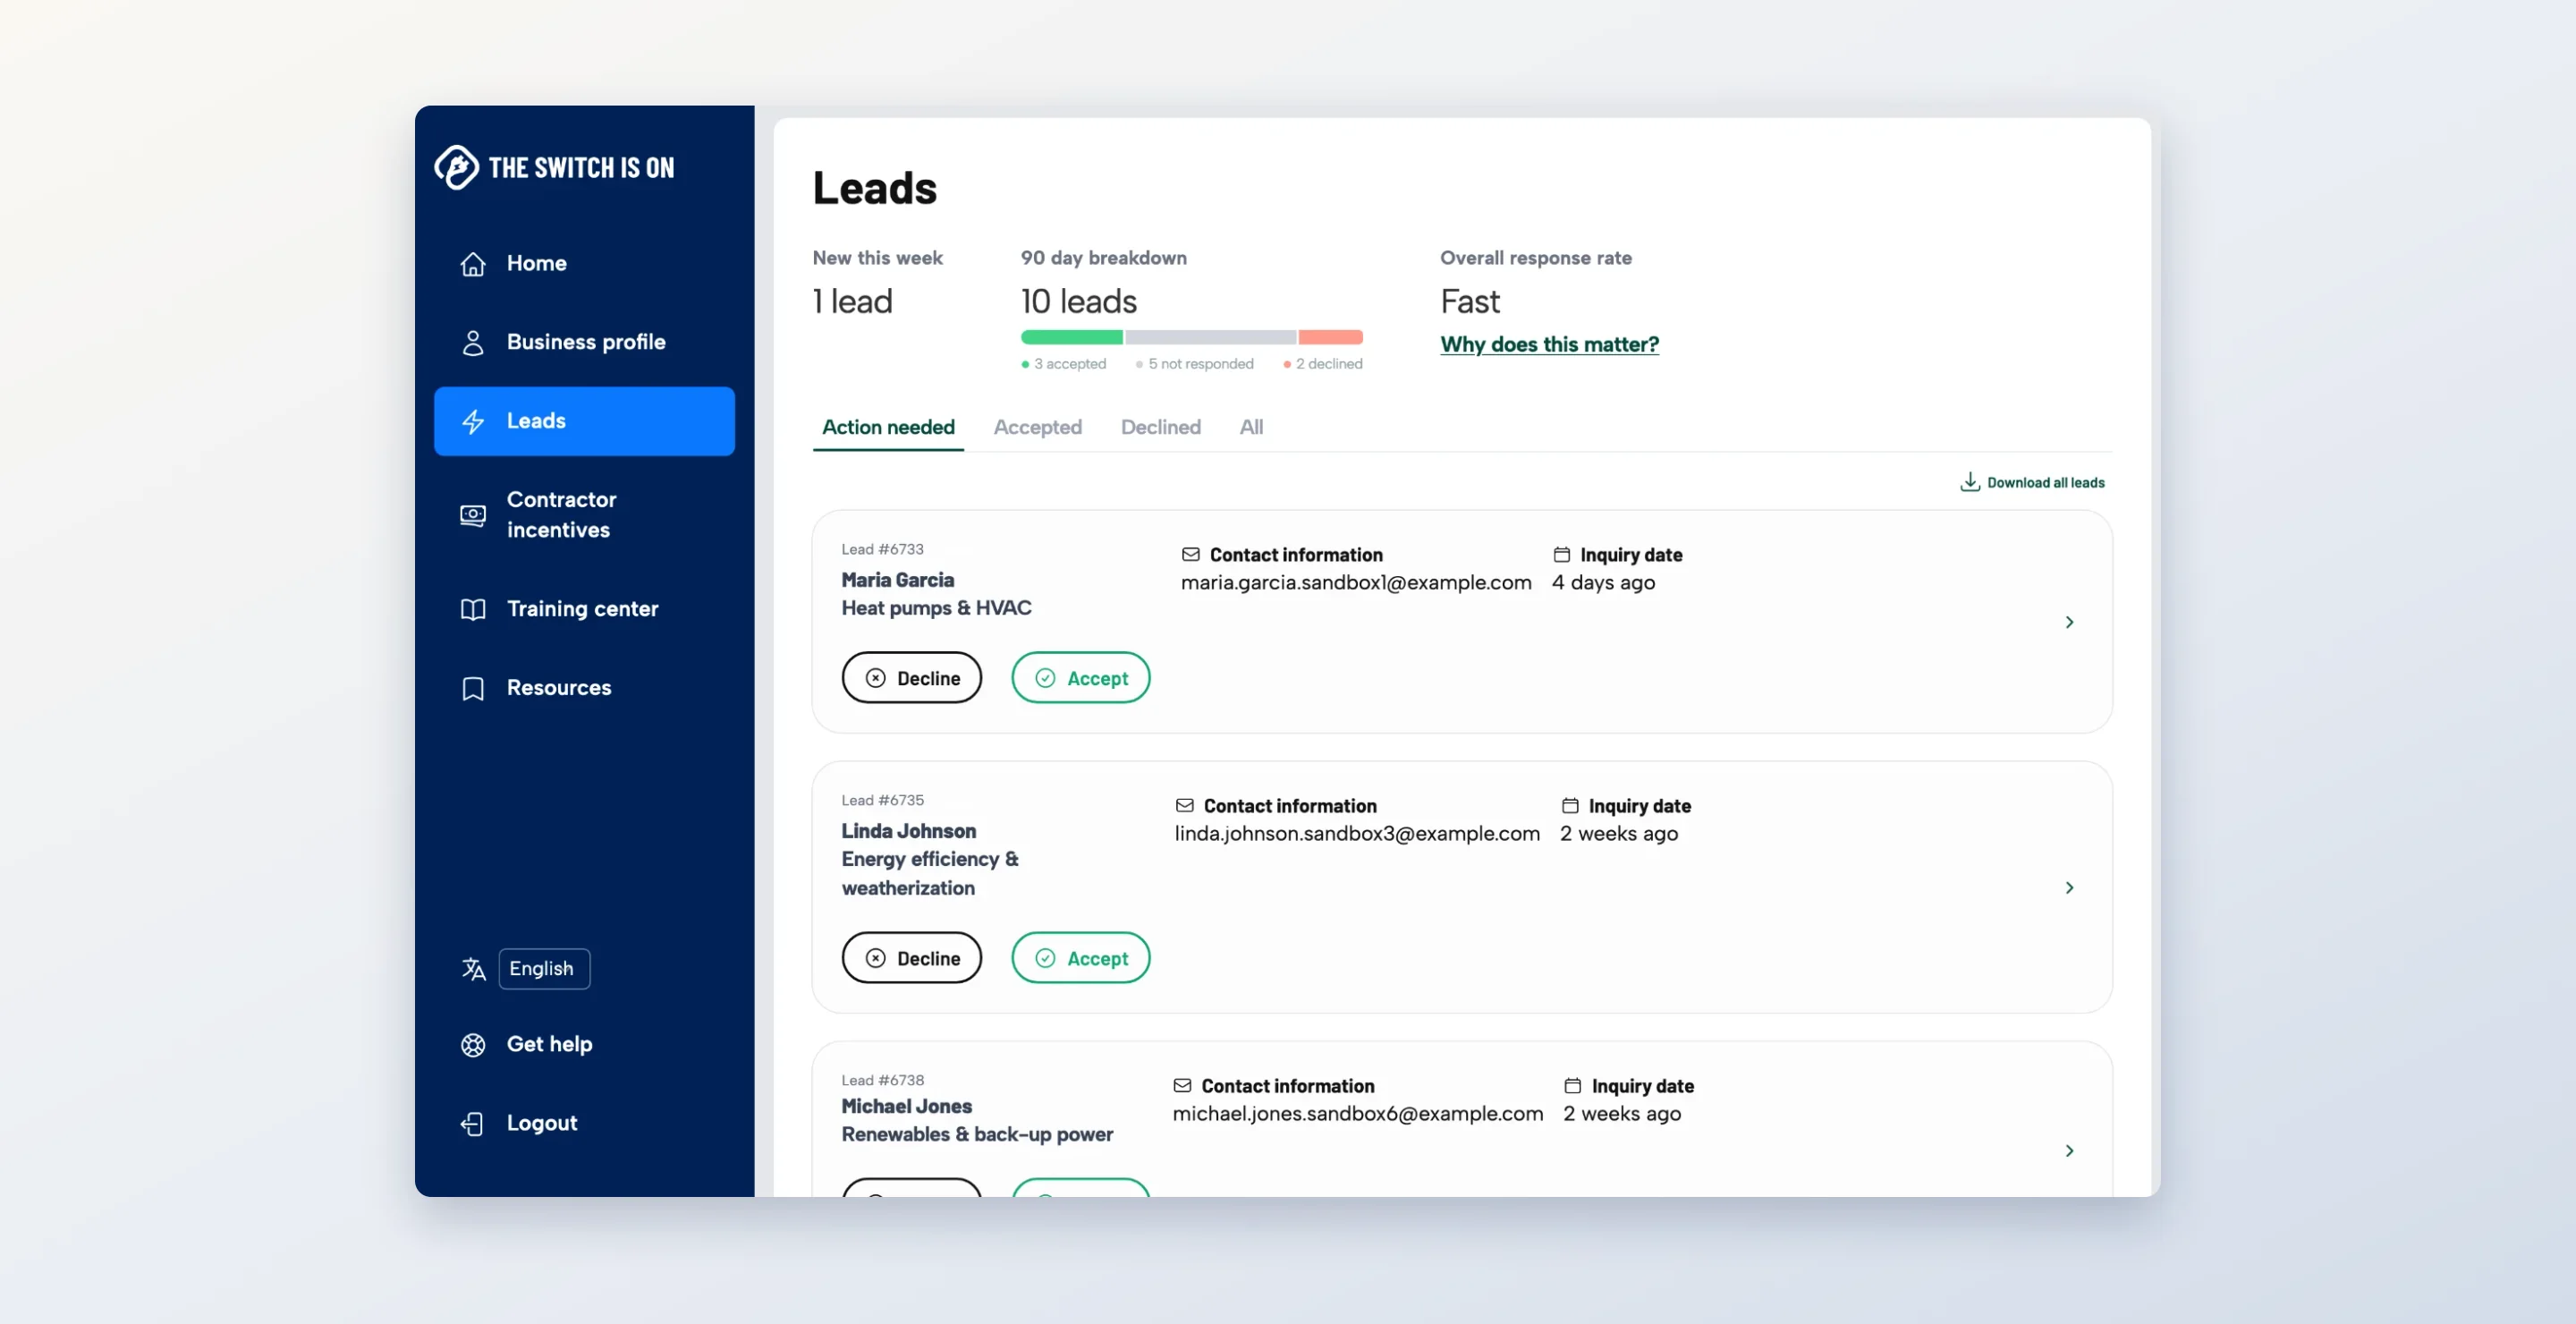 THE SWITCH IS ON
Home
Business profile
Leads
Contractor
incentives
Training center
Resources
English
Get help
Logout
Leads
New this week
1 lead
90 day breakdown
10 leads
3 accepted
5 not responded
2 declined
Overall response rate
Fast
Why does this matter?
Action needed
Accepted
Declined
All
Download all leads
Lead #6733
Maria Garcia
Heat pumps & HVAC
Contact information
maria.garcia.sandbox1@example.com
Inquiry date
4 days ago
Decline
Accept
Lead #6735
Linda Johnson
Energy efficiency &
weatherization
Contact information
linda.johnson.sandbox3@example.com
Inquiry date
2 weeks ago
Decline
Accept
Lead #6738
Michael Jones
Renewables & back-up power
Contact information
michael.jones.sandbox6@example.com
Inquiry date
2 weeks ago